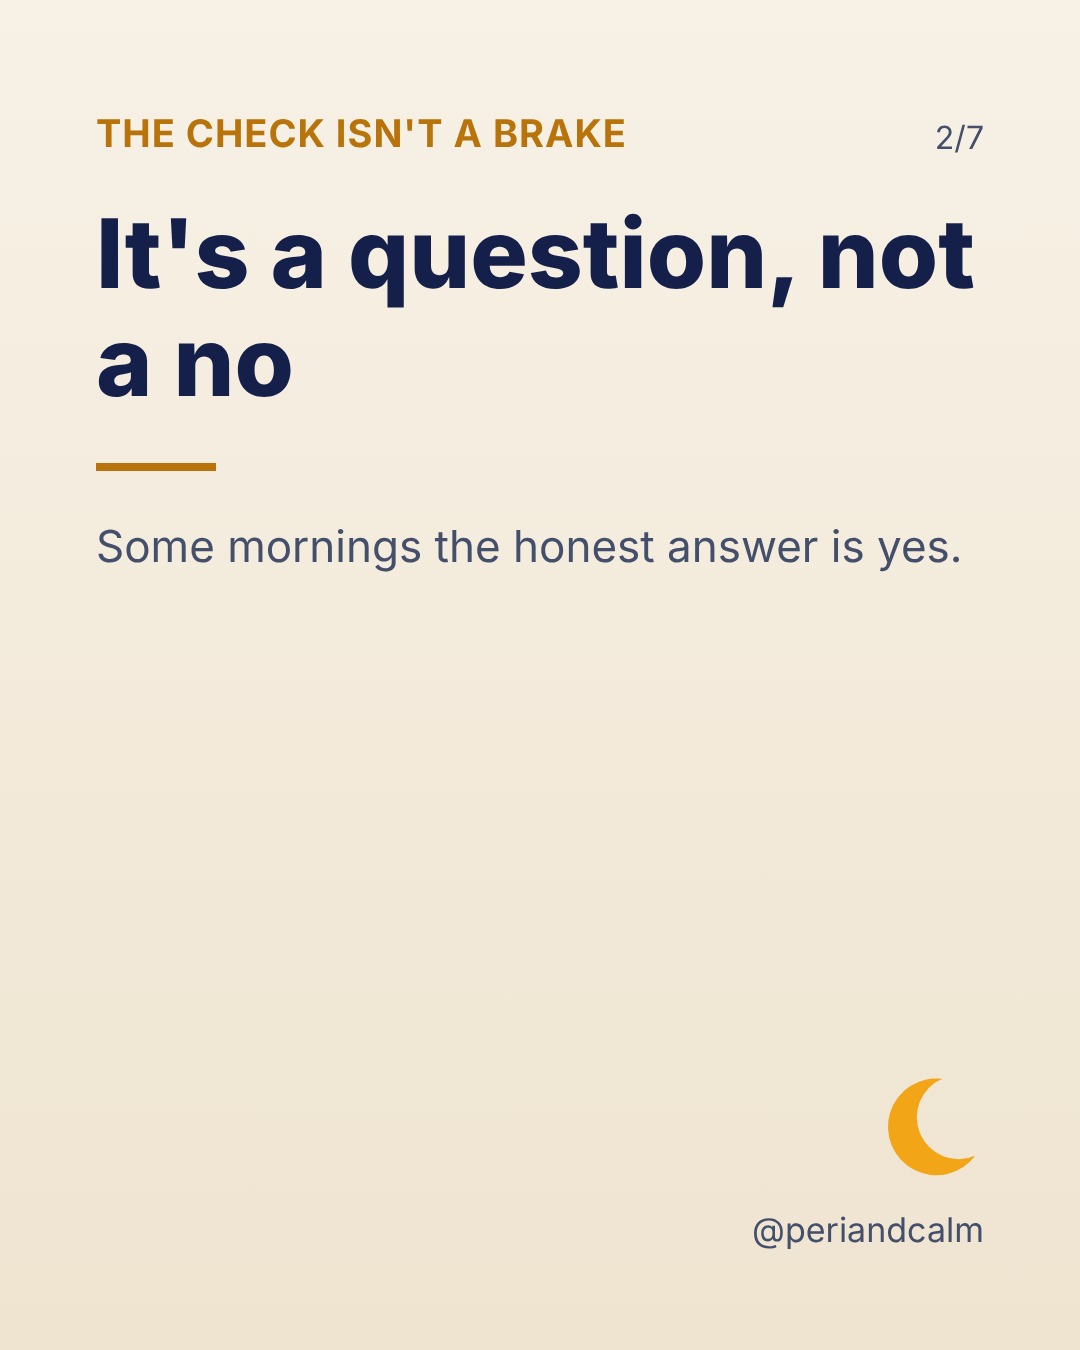 THE CHECK ISN'T A BRAKE
2/7
It's a question, not
a no
Some mornings the honest answer is yes.
@periandcalm